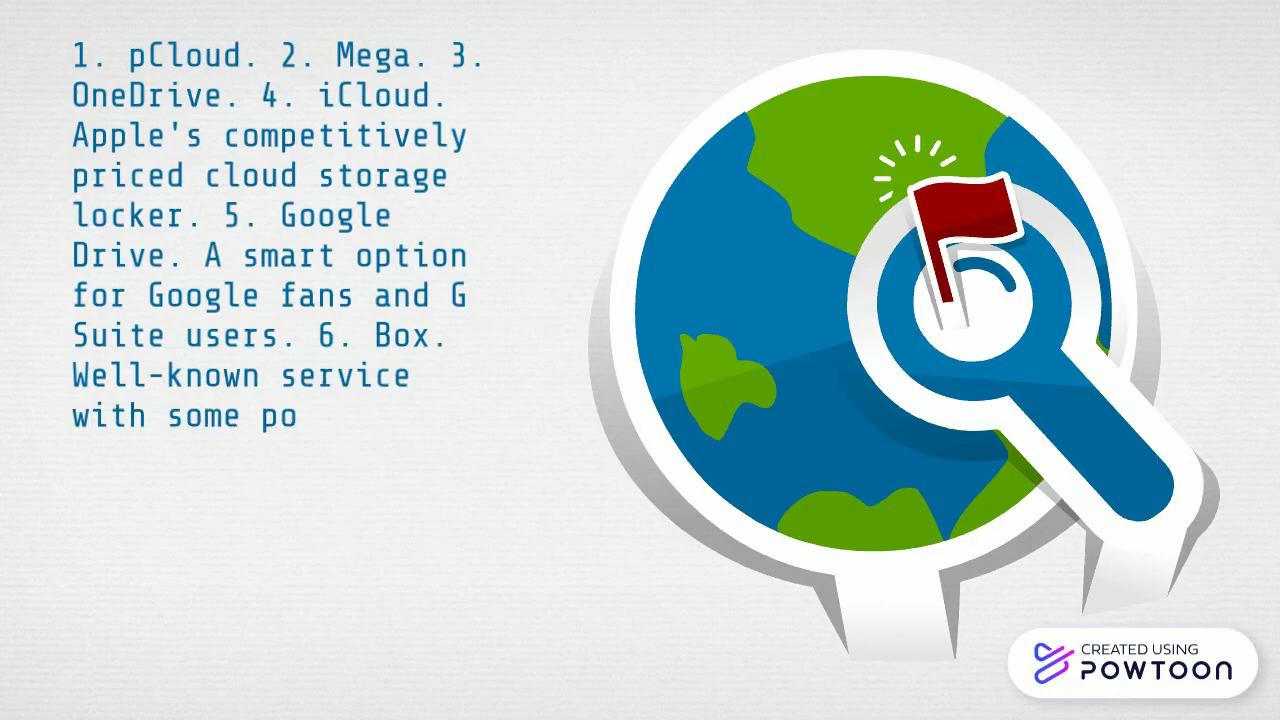 1. pCloud. 2. Mega. 3.
OneDrive. 4. iCloud.
Apple's competitively
priced cloud storage
locker. 5. Google
Drive. A smart option
for Google fans and G
Suite users. 6. Box.
Well-known service
with some po
CREATED USING
POWTOON